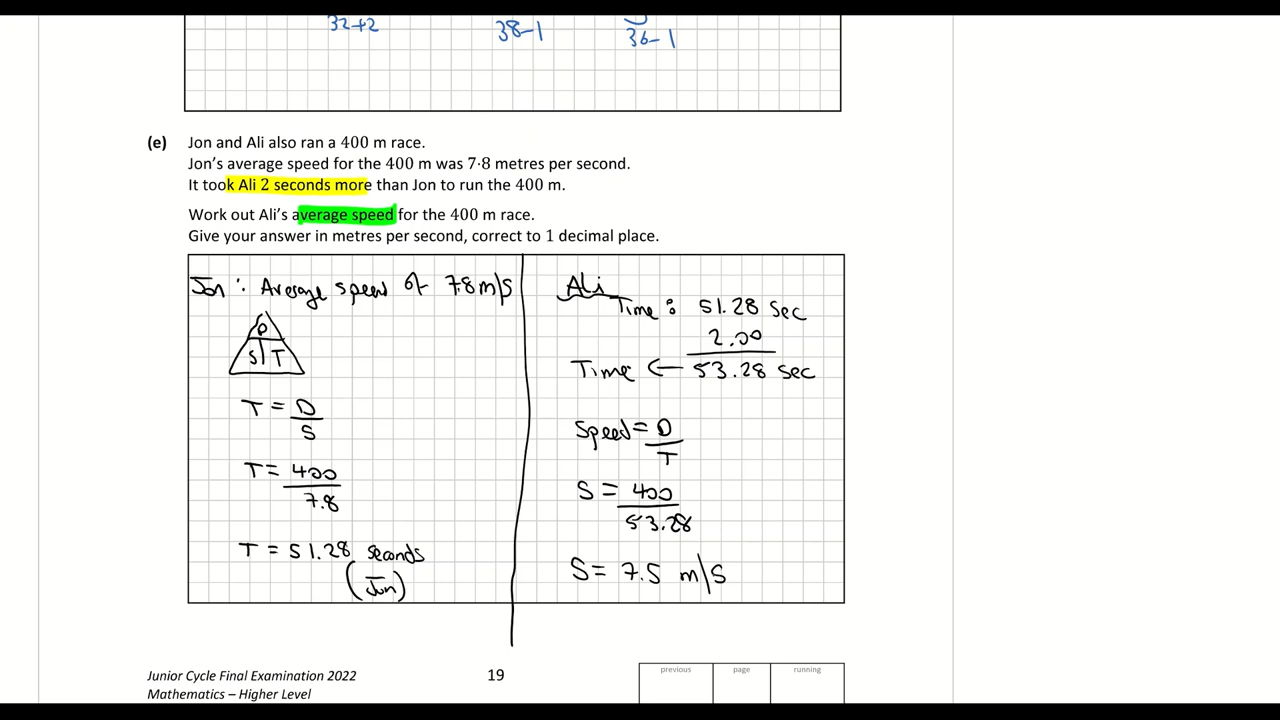 32+2 38-1 36-1
(e) Jon and Ali also ran a 400 m race.
Jon's average speed for the 400 m was 7·8 metres per second.
It took Ali 2 seconds more than Jon to run the 400 m.
Work out Ali's average speed for the 400 m race.
Give your answer in metres per second, correct to 1 decimal place.
Jon : Average speed of 7.8 m/s
D
S T
T = D
S
T = 400
7.8
T = 51.28 seconds
(Jon)
Ali
Time : 51.28 sec
2.00
Time ← 53.28 sec
Speed = D
T
S = 400
53.28
S = 7.5 m/s
Junior Cycle Final Examination 2022
Mathematics – Higher Level
19
previous page running